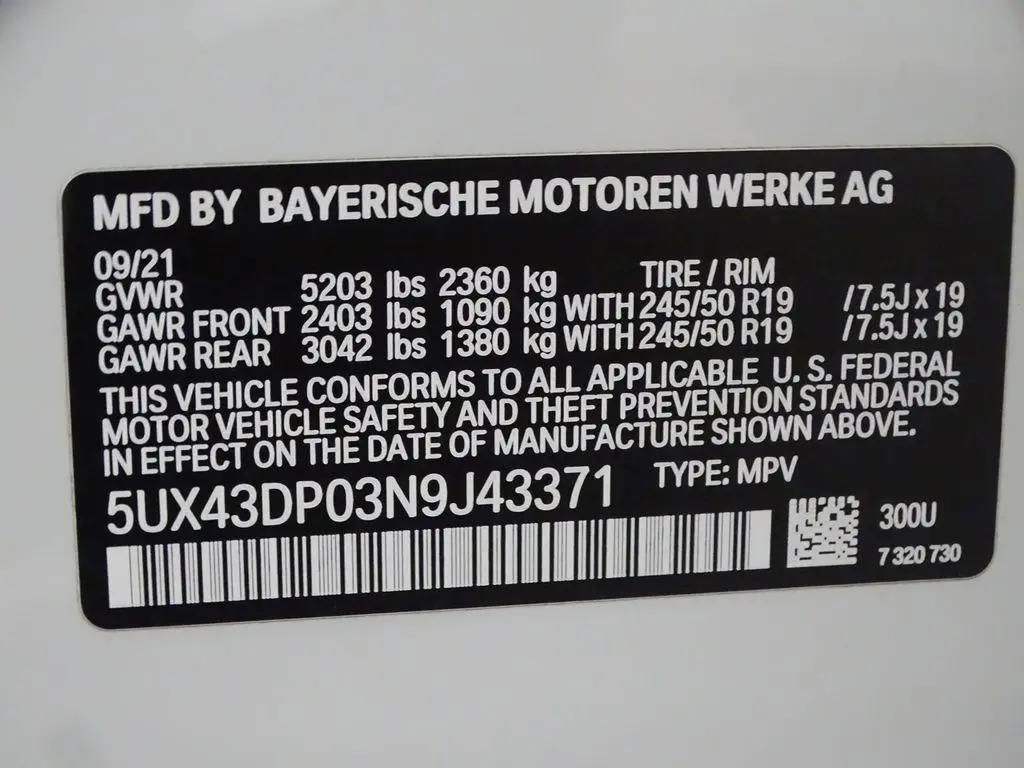 MFD BY BAYERISCHE MOTOREN WERKE AG
09/21 TIRE / RIM
GVWR 5203 lbs 2360 kg
GAWR FRONT 2403 lbs 1090 kg WITH 245/50 R19 /7.5J x 19
GAWR REAR 3042 lbs 1380 kg WITH 245/50 R19 /7.5J x 19
THIS VEHICLE CONFORMS TO ALL APPLICABLE U. S. FEDERAL
MOTOR VEHICLE SAFETY AND THEFT PREVENTION STANDARDS
IN EFFECT ON THE DATE OF MANUFACTURE SHOWN ABOVE.
5UX43DP03N9J43371 TYPE: MPV
300U
7 320 730